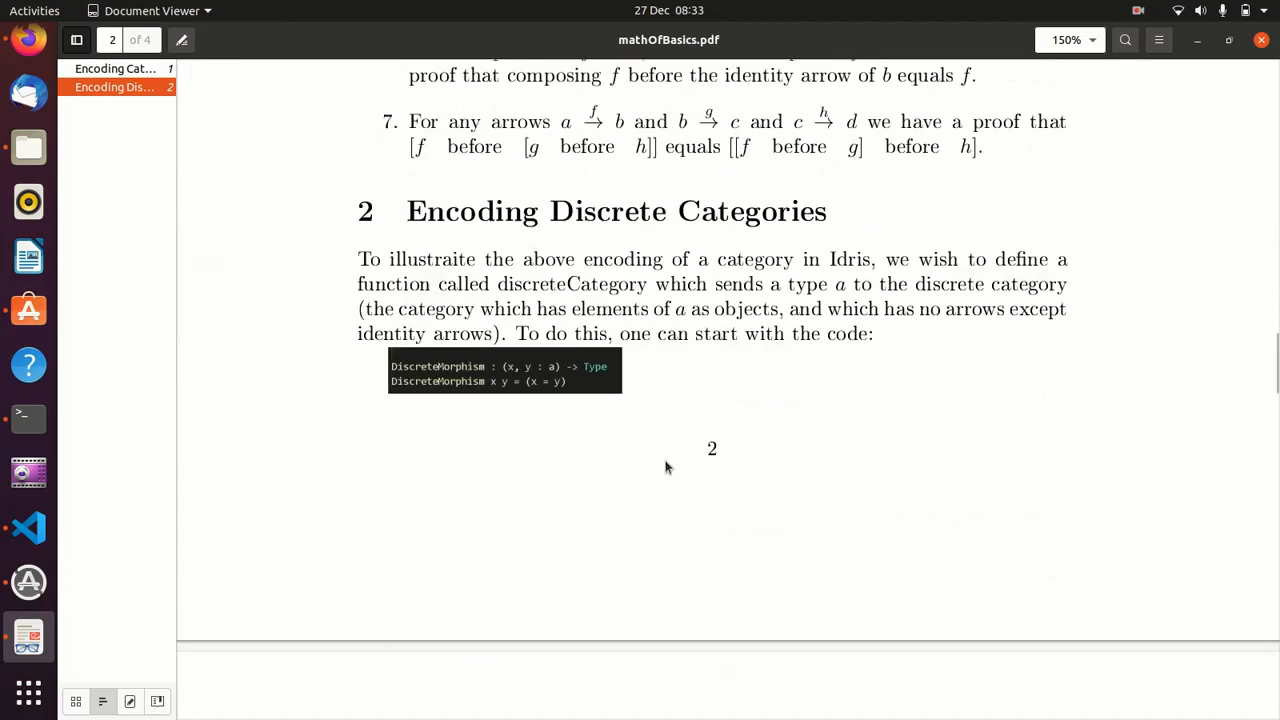 Activities
Document Viewer
27 Dec 08:33
2 of 4
mathOfBasics.pdf
150%
Encoding Cat... 1
Encoding Dis... 2
proof that composing f before the identity arrow of b equals f.
7. For any arrows a →^f b and b →^g c and c →^h d we have a proof that
[f before [g before h]] equals [[f before g] before h].
2 Encoding Discrete Categories
To illustraite the above encoding of a category in Idris, we wish to define a
function called discreteCategory which sends a type a to the discrete category
(the category which has elements of a as objects, and which has no arrows except
identity arrows). To do this, one can start with the code:
DiscreteMorphism : (x, y : a) -> Type
DiscreteMorphism x y = (x = y)
2